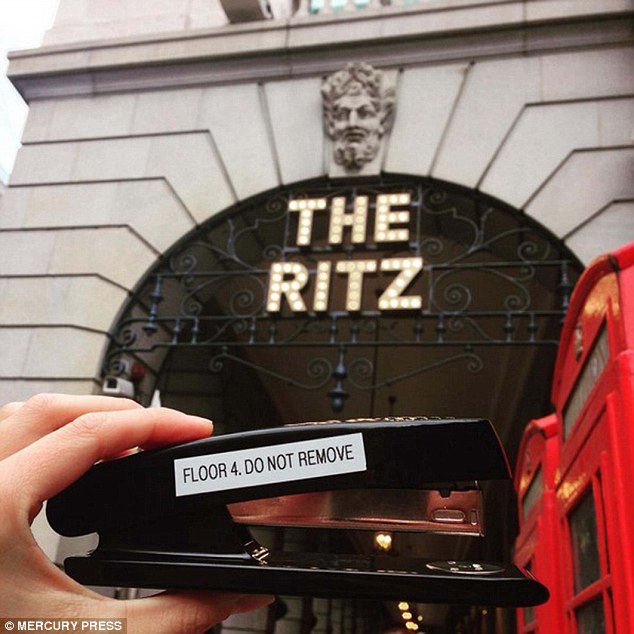 THE
RITZ
FLOOR 4. DO NOT REMOVE
© MERCURY PRESS